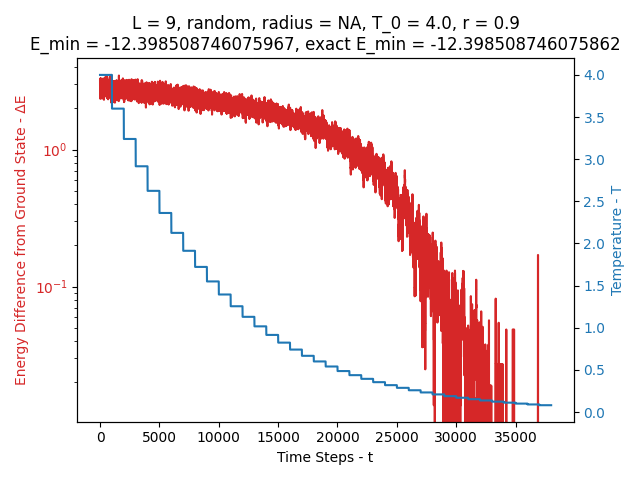 L = 9, random, radius = NA, T_0 = 4.0, r = 0.9
E_min = -12.398508746075967, exact E_min = -12.398508746075862
Energy Difference from Ground State - ΔE
10⁰
10⁻¹
4.0
3.5
3.0
2.5
2.0
1.5
1.0
0.5
0.0
Temperature - T
0 5000 10000 15000 20000 25000 30000 35000
Time Steps - t